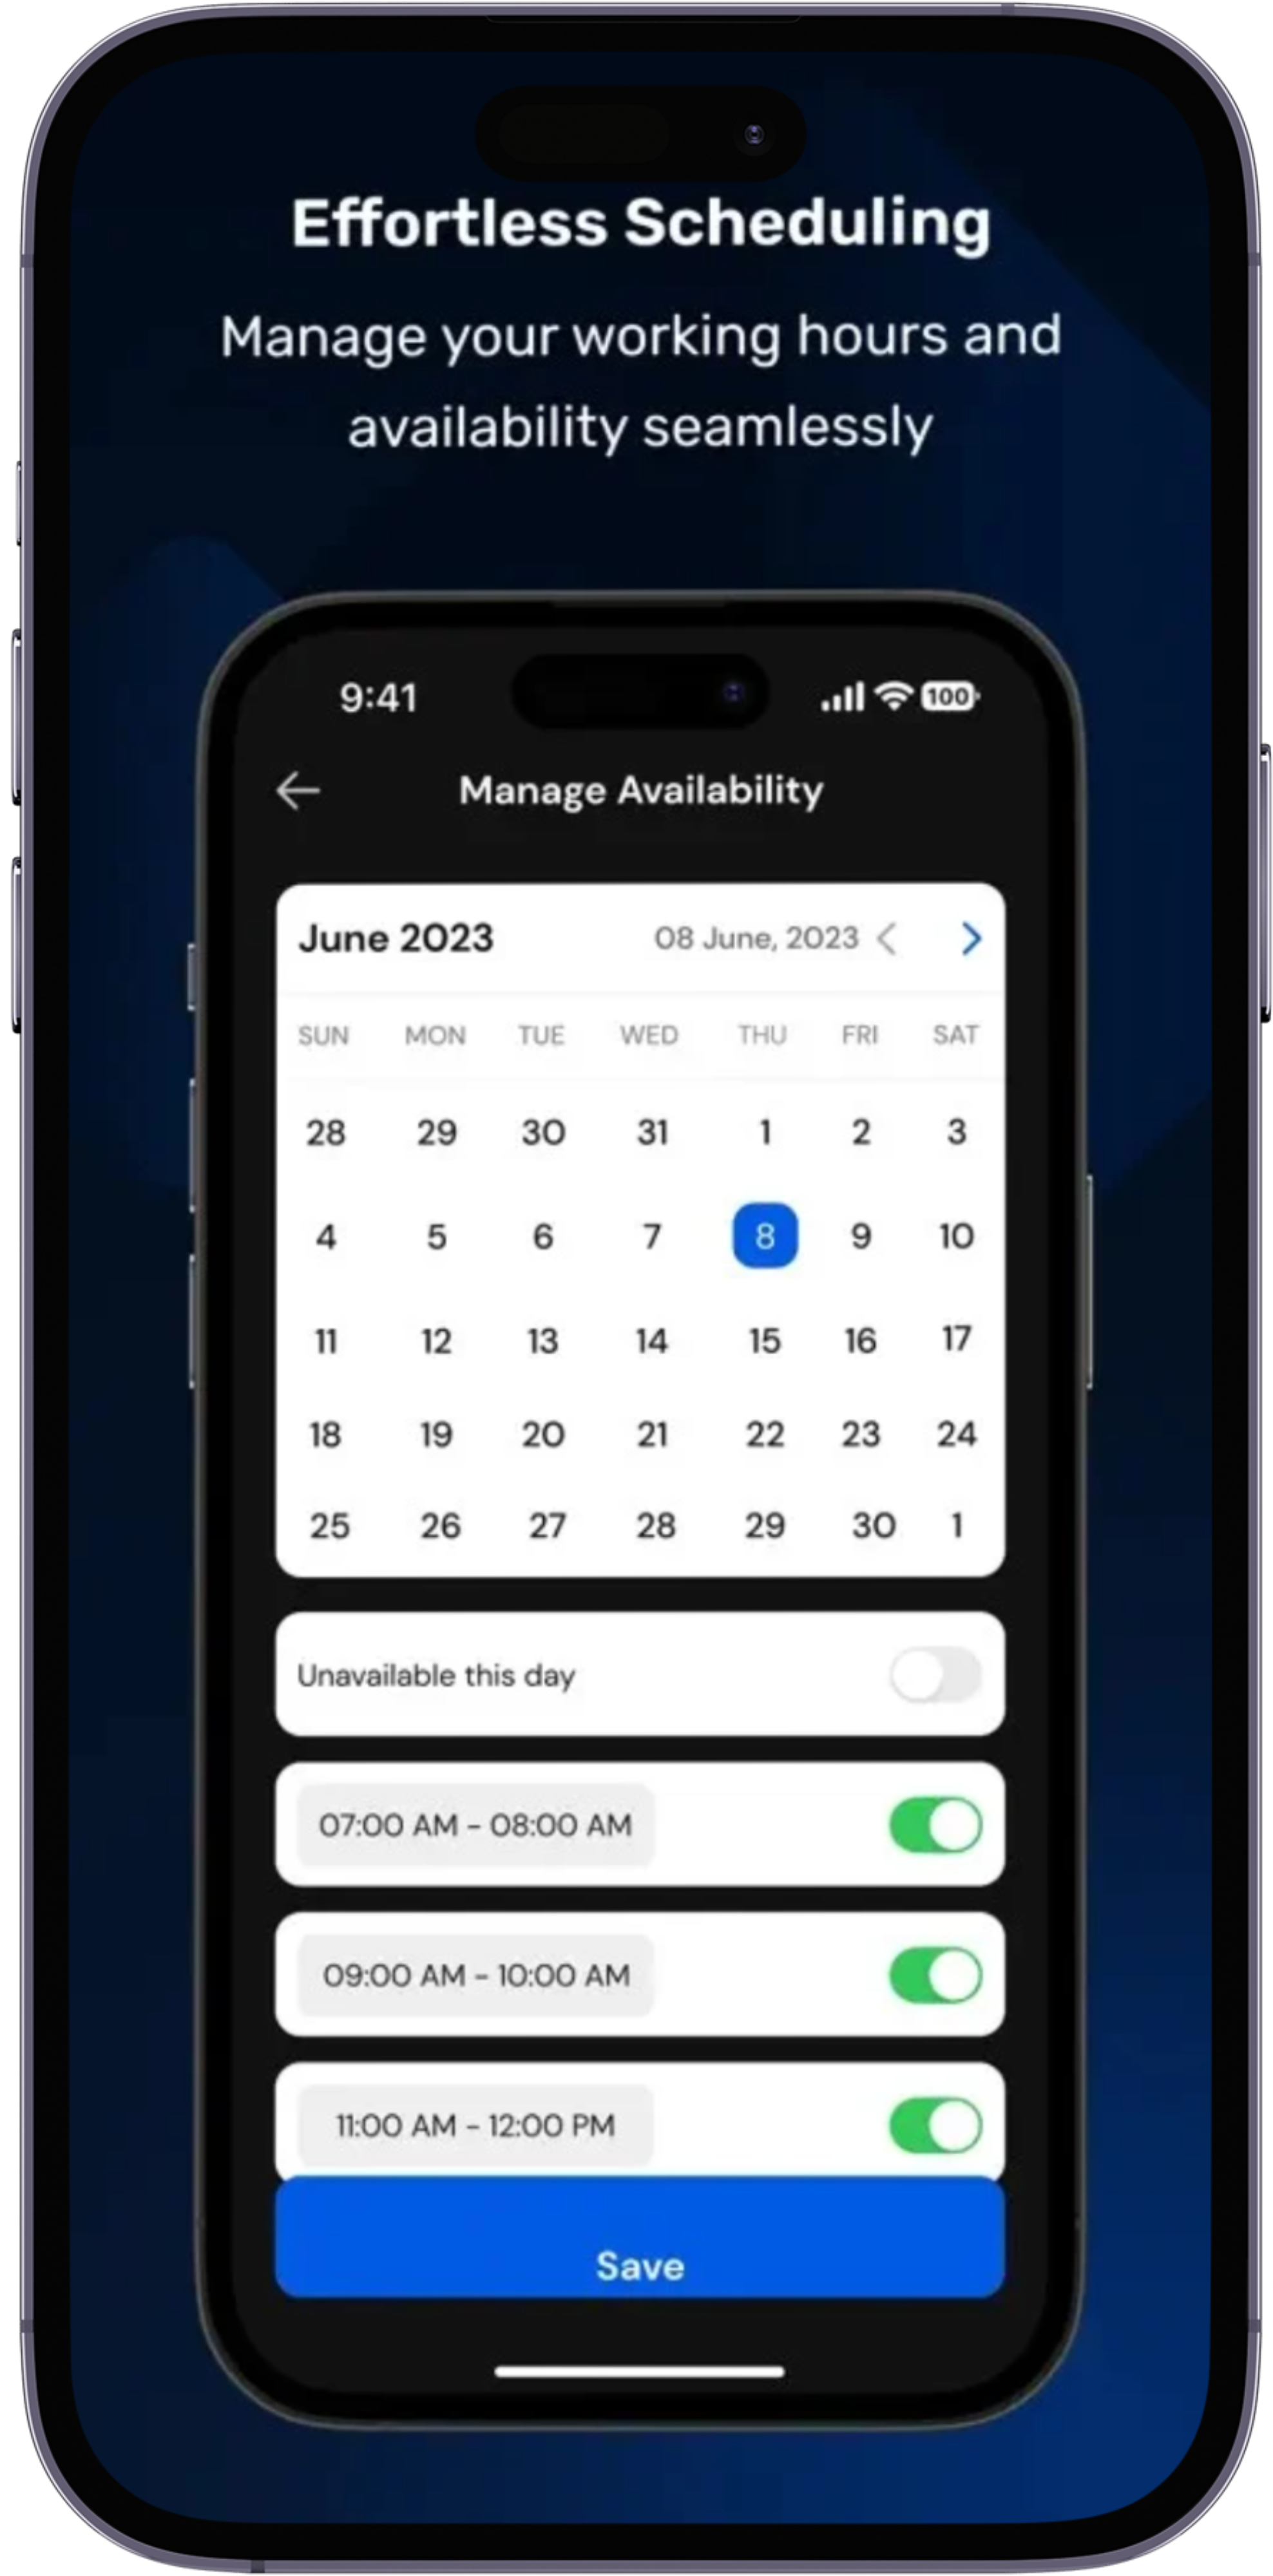 Effortless Scheduling
Manage your working hours and
availability seamlessly
9:41 100
Manage Availability
June 2023 08 June, 2023
SUN MON TUE WED THU FRI SAT
28 29 30 31 1 2 3
4 5 6 7 8 9 10
11 12 13 14 15 16 17
18 19 20 21 22 23 24
25 26 27 28 29 30 1
Unavailable this day
07:00 AM - 08:00 AM
09:00 AM - 10:00 AM
11:00 AM - 12:00 PM
Save